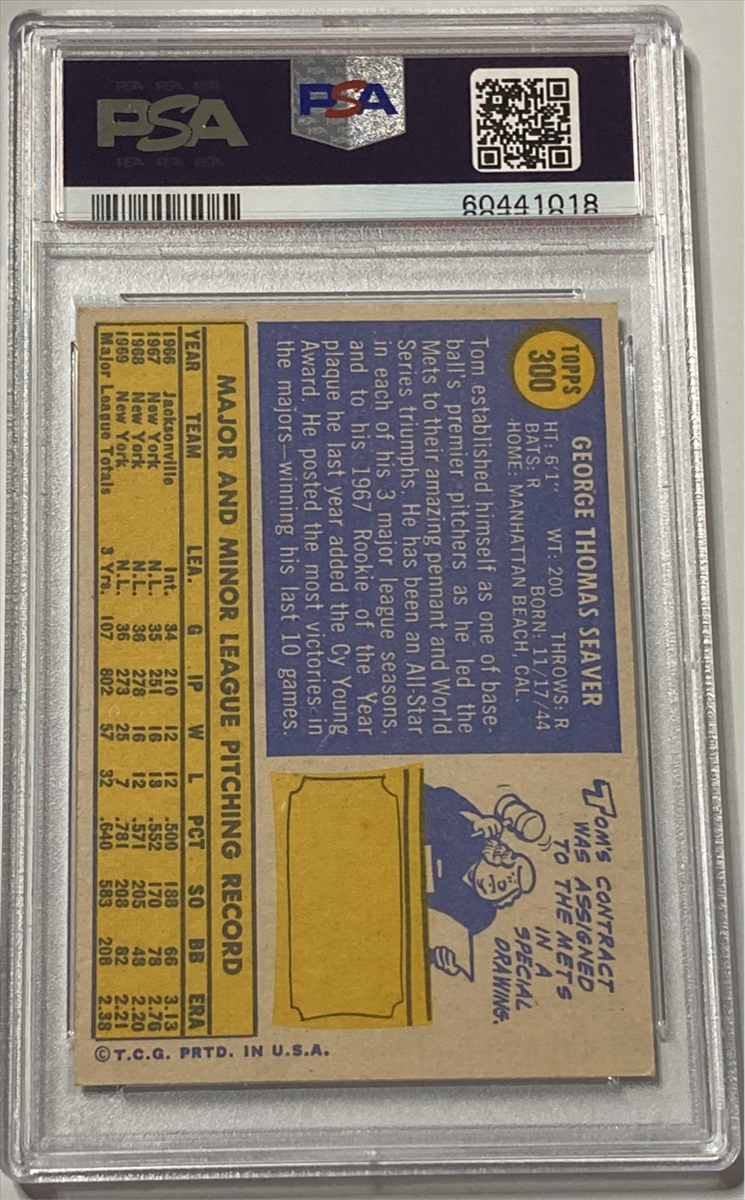 PSA
PSA
60441018
TOPPS
300
GEORGE THOMAS SEAVER
HT: 6'1" WT: 200 THROWS: R
BATS: R BORN: 11/17/44
HOME: MANHATTAN BEACH, CAL.
Tom established himself as one of base-
ball's premier pitchers as he led the
Mets to their amazing pennant and World
Series triumphs. He has been an All-Star
in each of his 3 major league seasons,
and to his 1967 Rookie of the Year
plaque he last year added the Cy Young
Award. He posted the most victories in
the majors—winning his last 10 games.
TOM'S CONTRACT
WAS ASSIGNED
TO THE METS
IN A
SPECIAL
DRAWING.
MAJOR AND MINOR LEAGUE PITCHING RECORD
YEAR TEAM LEA. G IP W L PCT SO BB ERA
1966 Jacksonville Int. 34 210 12 12 .500 188 66 3.13
1967 New York N.L. 35 251 16 13 .552 170 78 2.76
1968 New York N.L. 36 278 16 12 .571 205 48 2.20
1969 New York N.L. 36 273 25 7 .781 208 82 2.21
Major League Totals 3 Yrs. 107 802 57 32 .640 583 208 2.38
©T.C.G. PRTD. IN U.S.A.